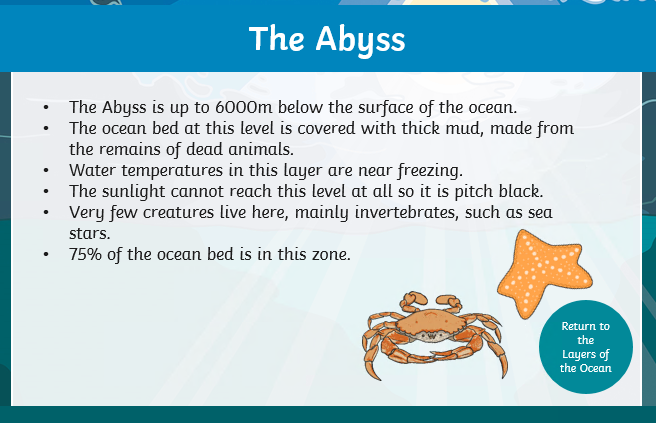 The Abyss
• The Abyss is up to 6000m below the surface of the ocean.
• The ocean bed at this level is covered with thick mud, made from
the remains of dead animals.
• Water temperatures in this layer are near freezing.
• The sunlight cannot reach this level at all so it is pitch black.
• Very few creatures live here, mainly invertebrates, such as sea
stars.
• 75% of the ocean bed is in this zone.
Return to
the
Layers of
the Ocean